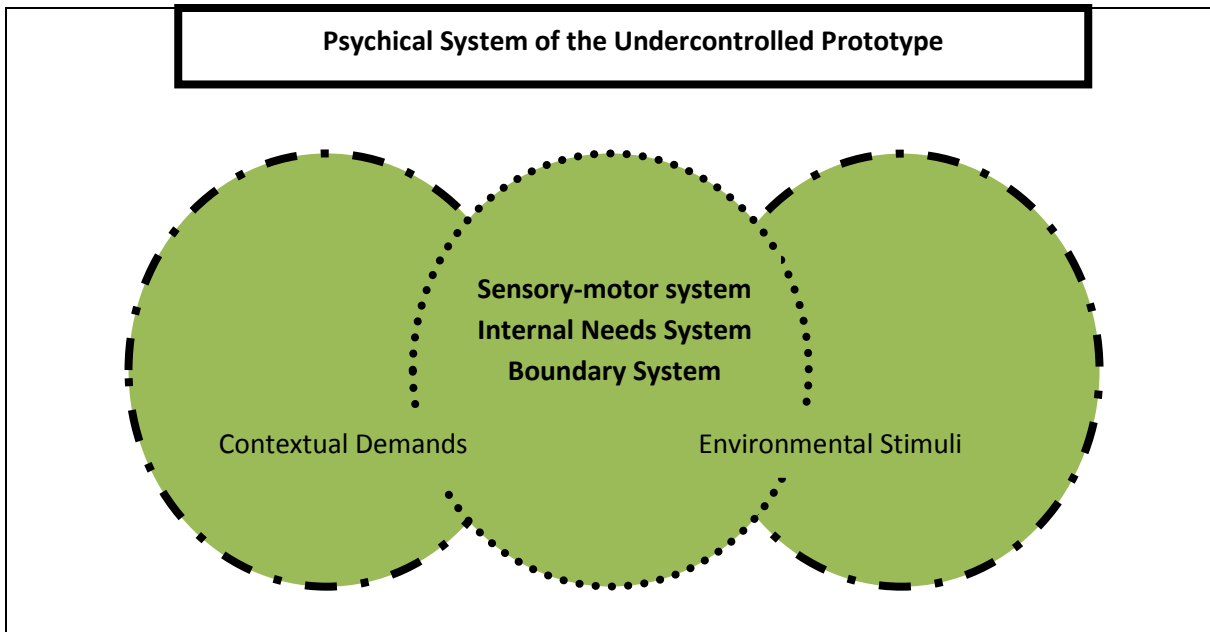 Psychical System of the Undercontrolled Prototype
Sensory-motor system
Internal Needs System
Boundary System
Contextual Demands
Environmental Stimuli